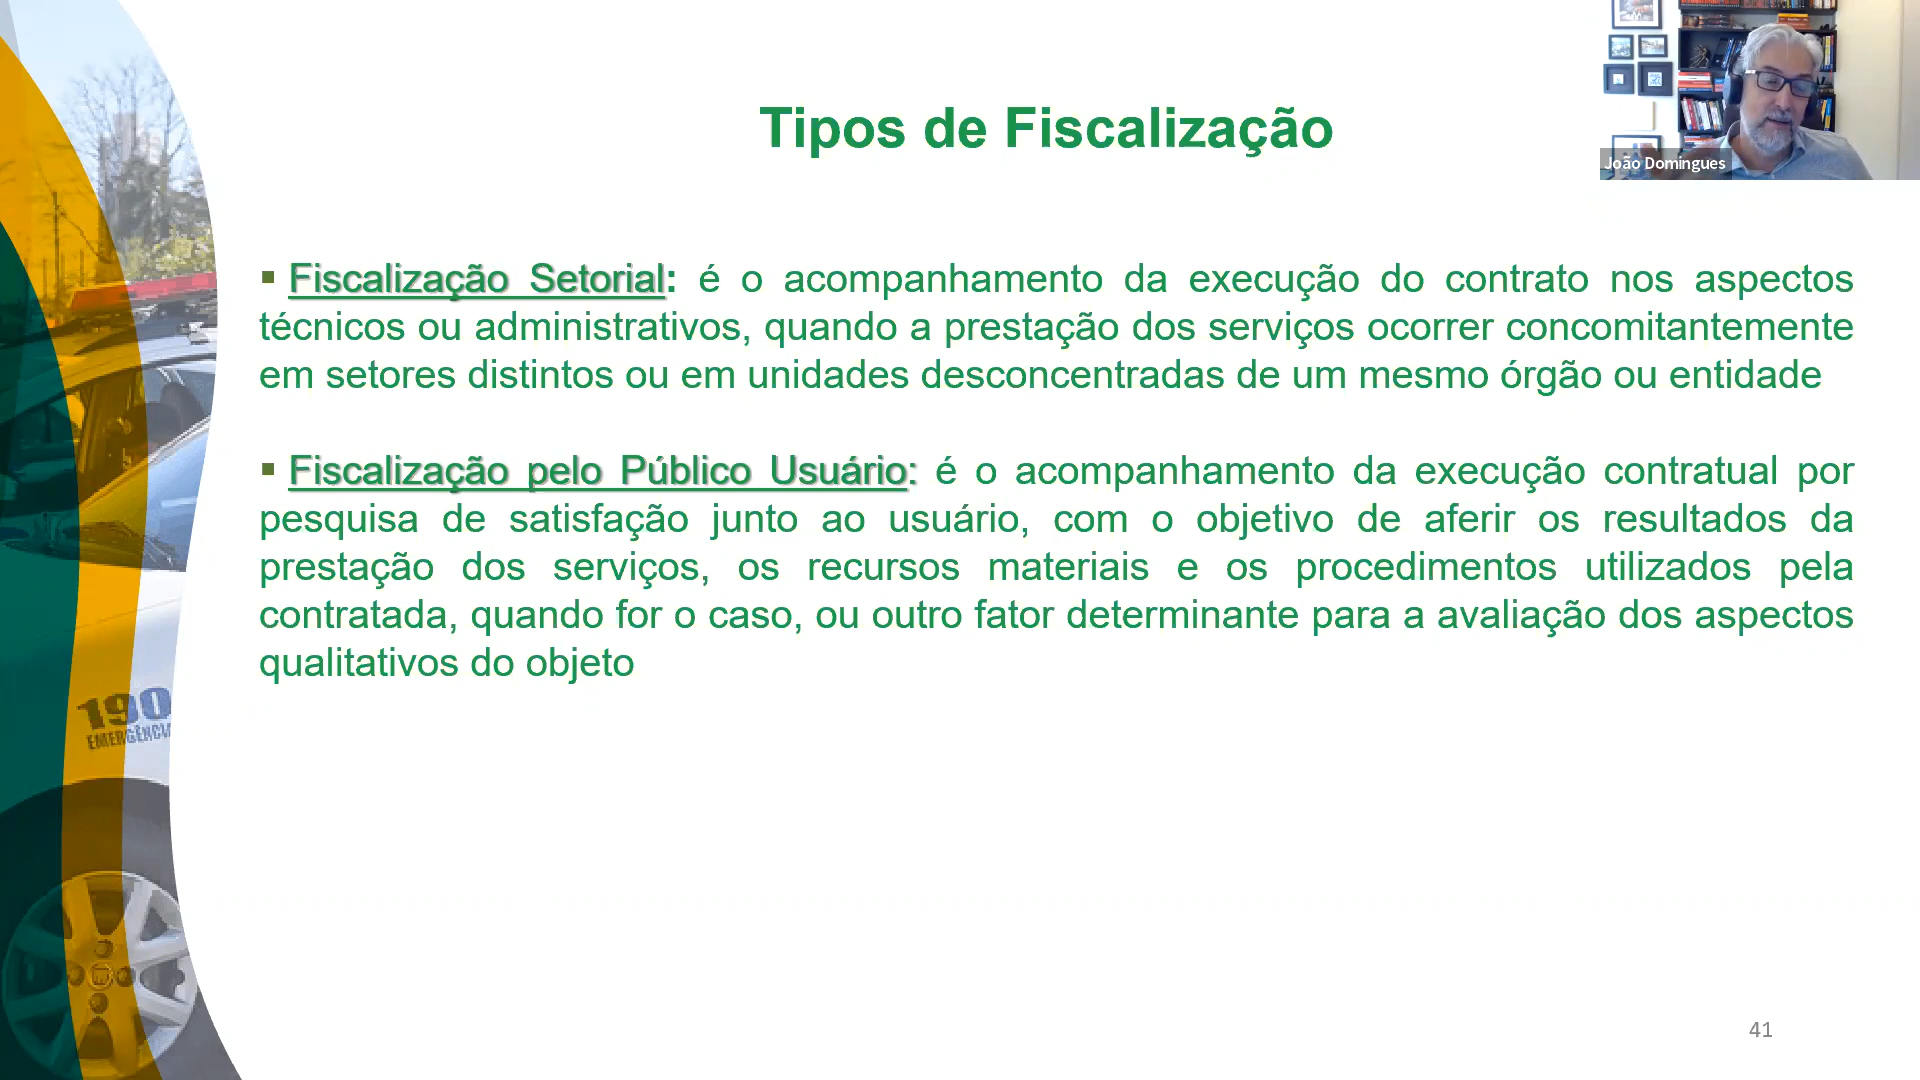 Tipos de Fiscalização
João Domingues
▪ Fiscalização Setorial: é o acompanhamento da execução do contrato nos aspectos
técnicos ou administrativos, quando a prestação dos serviços ocorrer concomitantemente
em setores distintos ou em unidades desconcentradas de um mesmo órgão ou entidade
▪ Fiscalização pelo Público Usuário: é o acompanhamento da execução contratual por
pesquisa de satisfação junto ao usuário, com o objetivo de aferir os resultados da
prestação dos serviços, os recursos materiais e os procedimentos utilizados pela
contratada, quando for o caso, ou outro fator determinante para a avaliação dos aspectos
qualitativos do objeto
190
EMERGÊNCIA
41